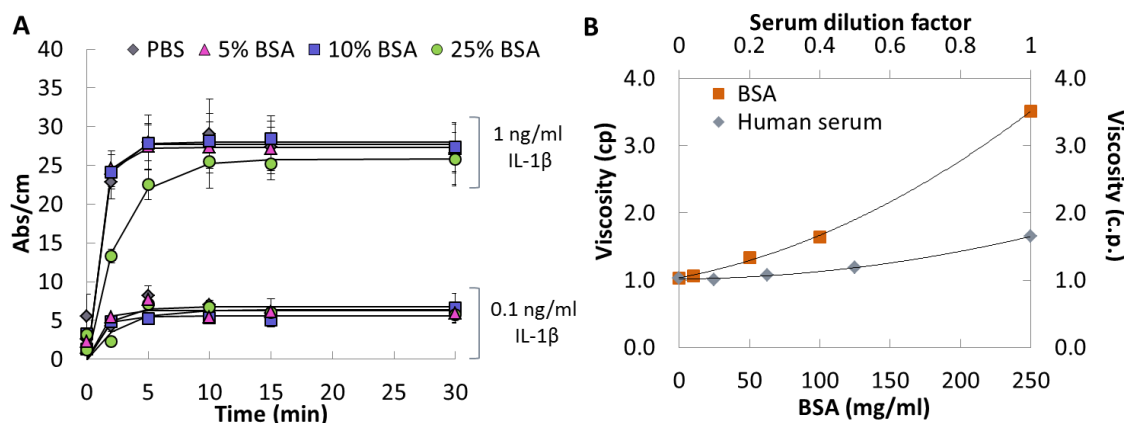 A
PBS 5% BSA 10% BSA 25% BSA
40
35
30
25
20
15
10
5
0
Abs/cm
1 ng/ml
IL-1β
0.1 ng/ml
IL-1β
0 5 10 15 20 25 30
Time (min)
B
Serum dilution factor
0 0.2 0.4 0.6 0.8 1
4.0
3.0
2.0
1.0
0.0
Viscosity (cp)
BSA
Human serum
4.0
3.0
2.0
1.0
0.0
Viscosity (c.p.)
0 50 100 150 200 250
BSA (mg/ml)